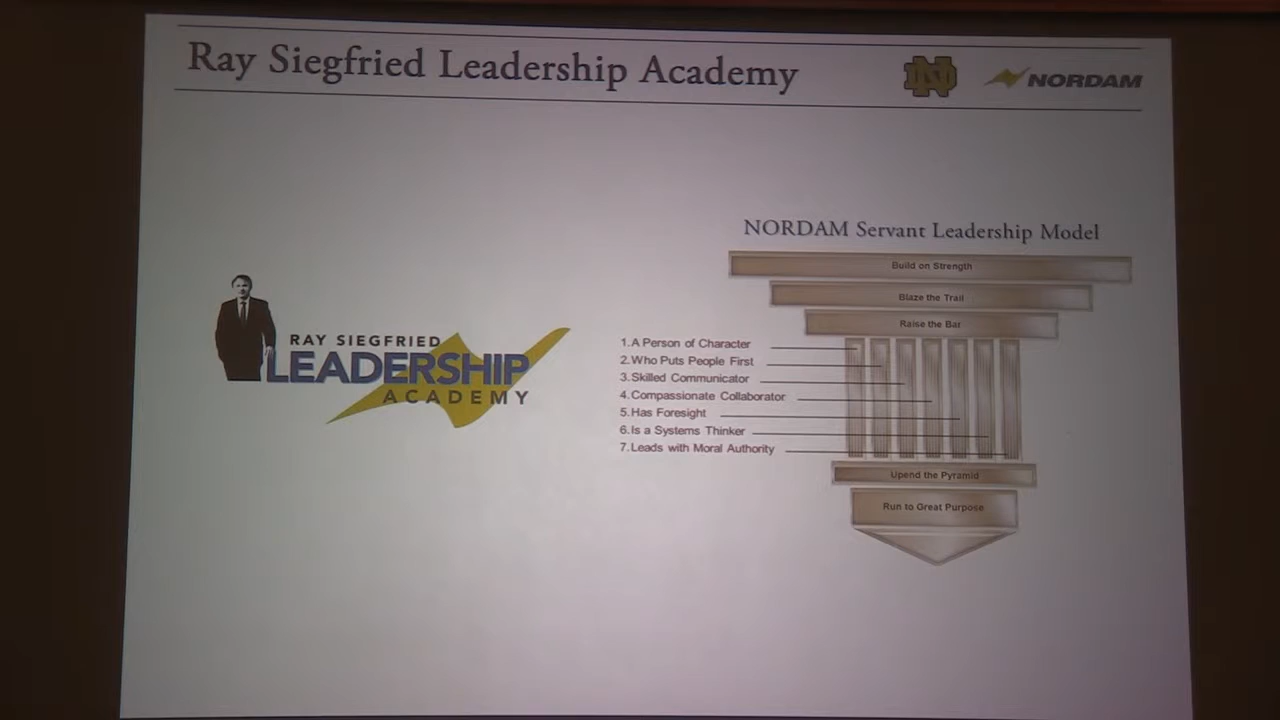 Ray Siegfried Leadership Academy
ND
NORDAM
NORDAM Servant Leadership Model
Build on Strength
Blaze the Trail
Raise the Bar
1.A Person of Character
2.Who Puts People First
3.Skilled Communicator
4.Compassionate Collaborator
5.Has Foresight
6.Is a Systems Thinker
7.Leads with Moral Authority
Upend the Pyramid
Run to Great Purpose
RAY SIEGFRIED
LEADERSHIP
ACADEMY